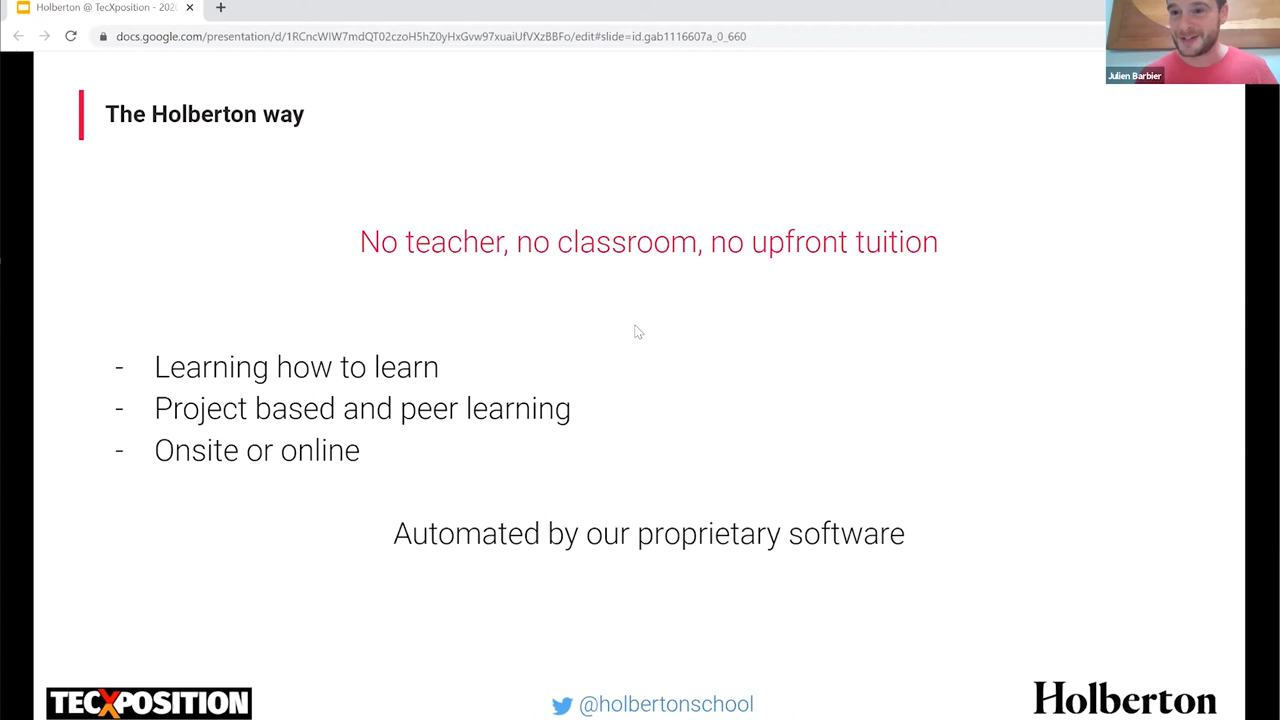 Holberton @ TecXposition - 202
docs.google.com/presentation/d/1RCncWIW7mdQT02czoH5hZ0yHxGvw97xuaiUfVXzBBFo/edit#slide=id.gab1116607a_0_660
Julien Barbier
The Holberton way
No teacher, no classroom, no upfront tuition
- Learning how to learn
- Project based and peer learning
- Onsite or online
Automated by our proprietary software
TECXPOSITION
@holbertonschool
Holberton